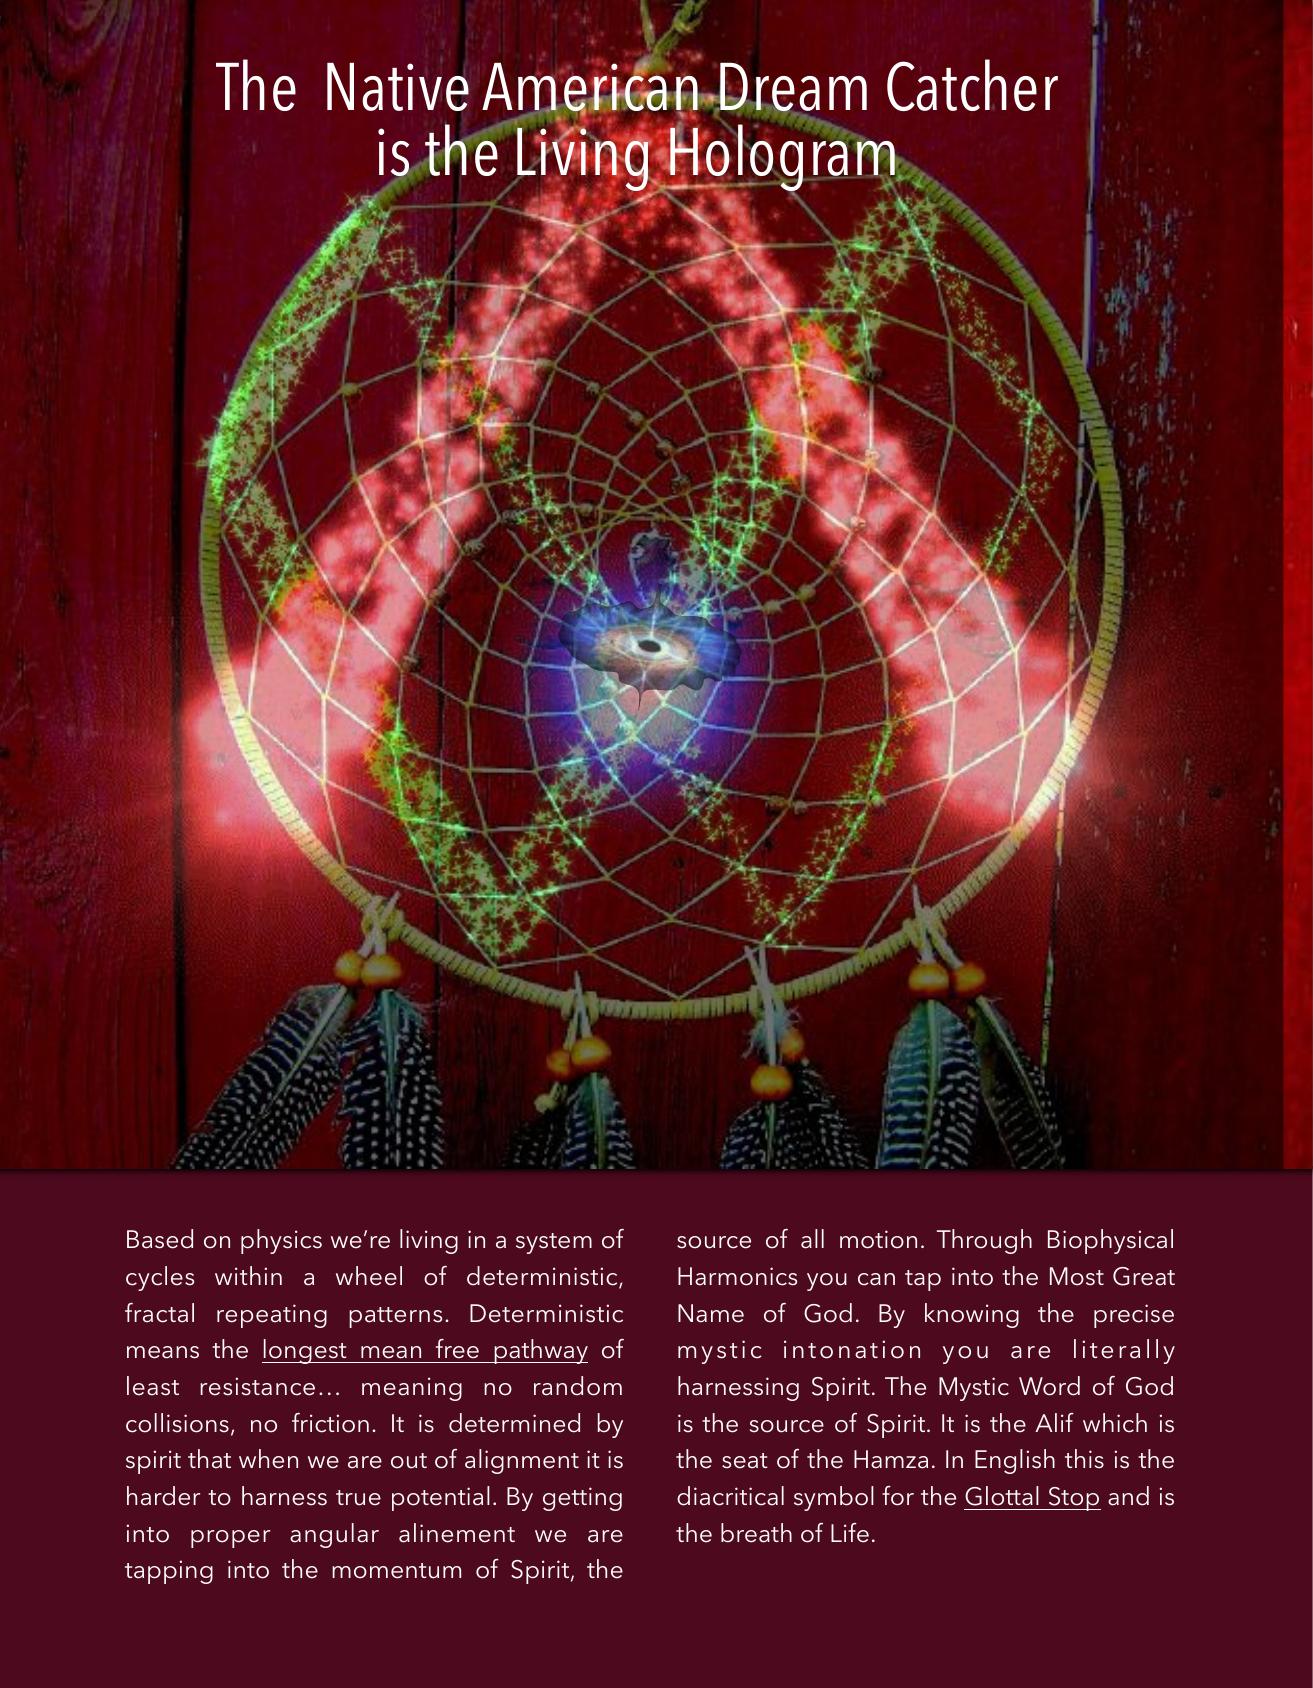 The Native American Dream Catcher
is the Living Hologram
Based on physics we’re living in a system of
cycles within a wheel of deterministic,
fractal repeating patterns. Deterministic
means the longest mean free pathway of
least resistance… meaning no random
collisions, no friction. It is determined by
spirit that when we are out of alignment it is
harder to harness true potential. By getting
into proper angular alinement we are
tapping into the momentum of Spirit, the
source of all motion. Through Biophysical
Harmonics you can tap into the Most Great
Name of God. By knowing the precise
mystic intonation you are literally
harnessing Spirit. The Mystic Word of God
is the source of Spirit. It is the Alif which is
the seat of the Hamza. In English this is the
diacritical symbol for the Glottal Stop and is
the breath of Life.